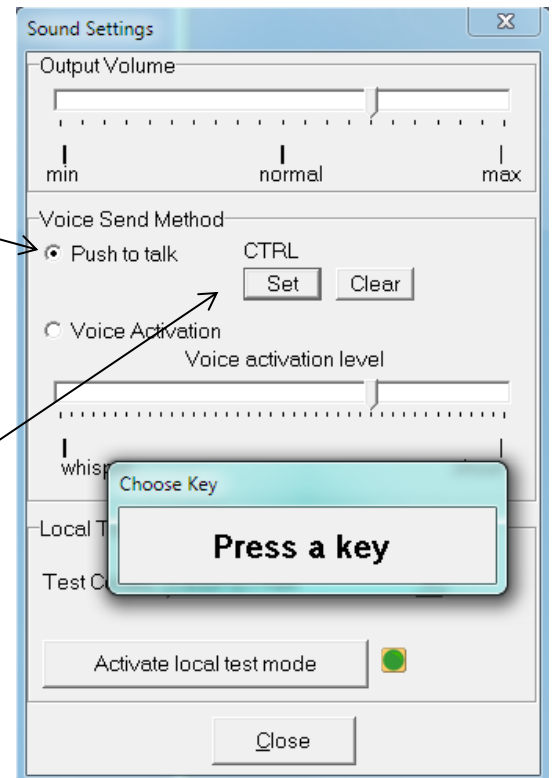 Sound Settings
Output Volume
min normal max
Voice Send Method
Push to talk CTRL
Set Clear
Voice Activation
Voice activation level
Choose Key
Press a key
Activate local test mode
Close